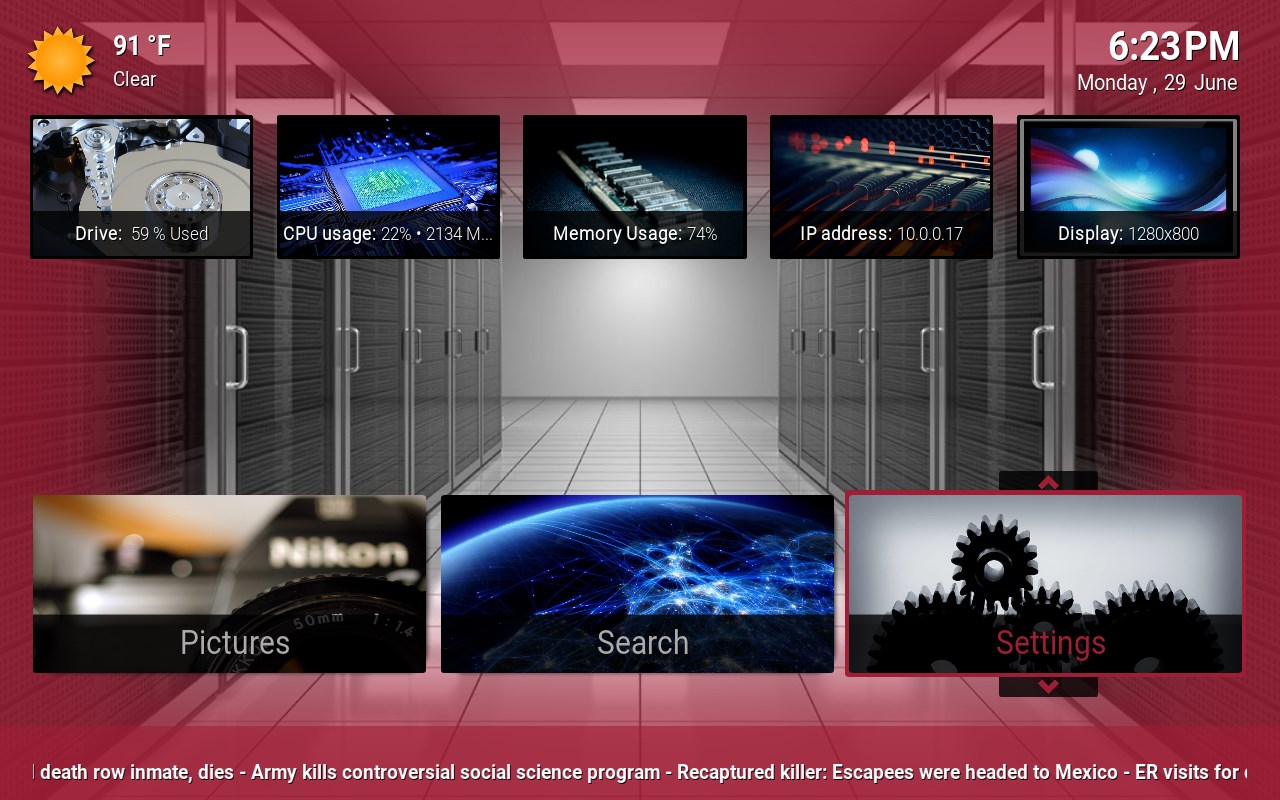 91 °F
Clear
6:23PM
Monday , 29 June
Drive: 59 % Used
CPU usage: 22% • 2134 M...
Memory Usage: 74%
IP address: 10.0.0.17
Display: 1280x800
Nikon
50mm 1:1.4
Pictures
Search
Settings
death row inmate, dies - Army kills controversial social science program - Recaptured killer: Escapees were headed to Mexico - ER visits for